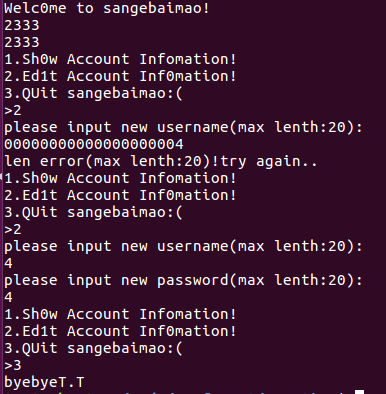 Welc0me to sangebaimao!
2333
2333
1.Sh0w Account Infomation!
2.Ed1t Account Inf0mation!
3.QUit sangebaimao:(
>2
please input new username(max lenth:20):
00000000000000000004
len error(max lenth:20)!try again..
1.Sh0w Account Infomation!
2.Ed1t Account Inf0mation!
3.QUit sangebaimao:(
>2
please input new username(max lenth:20):
4
please input new password(max lenth:20):
4
1.Sh0w Account Infomation!
2.Ed1t Account Inf0mation!
3.QUit sangebaimao:(
>3
byebyeT.T